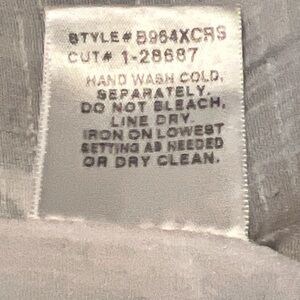 STYLE# B964XCRS
CUT# 1-28687
HAND WASH COLD,
SEPARATELY.
DO NOT BLEACH,
LINE DRY.
IRON ON LOWEST
SETTING AS NEEDED
OR DRY CLEAN.